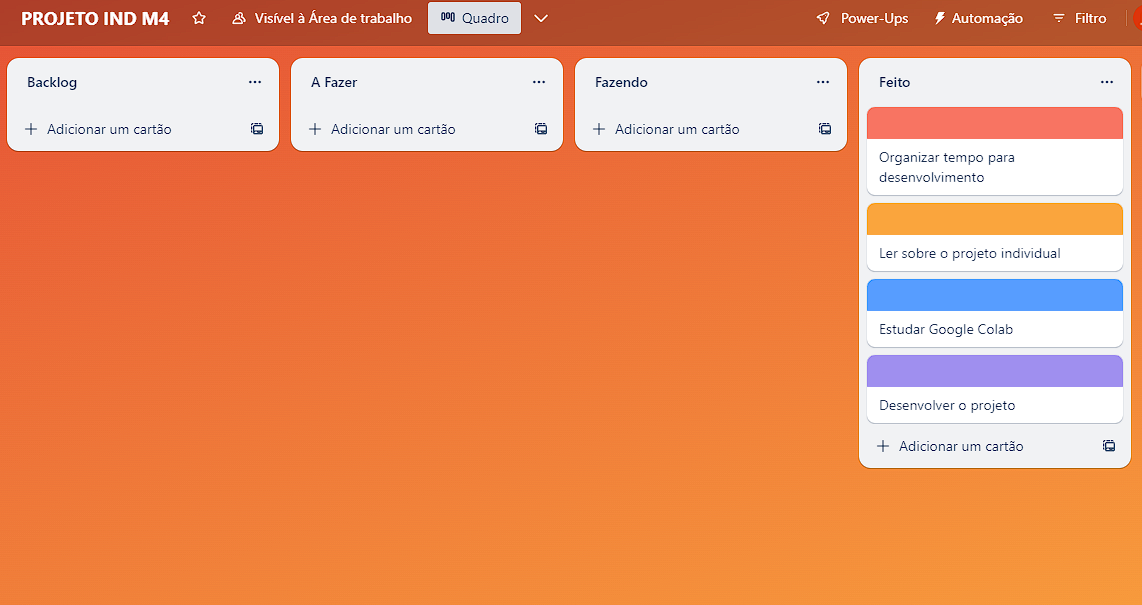 PROJETO IND M4 Visível à Área de trabalho Quadro Power-Ups Automação Filtro
Backlog
Adicionar um cartão
A Fazer
Adicionar um cartão
Fazendo
Adicionar um cartão
Feito
Organizar tempo para
desenvolvimento
Ler sobre o projeto individual
Estudar Google Colab
Desenvolver o projeto
Adicionar um cartão